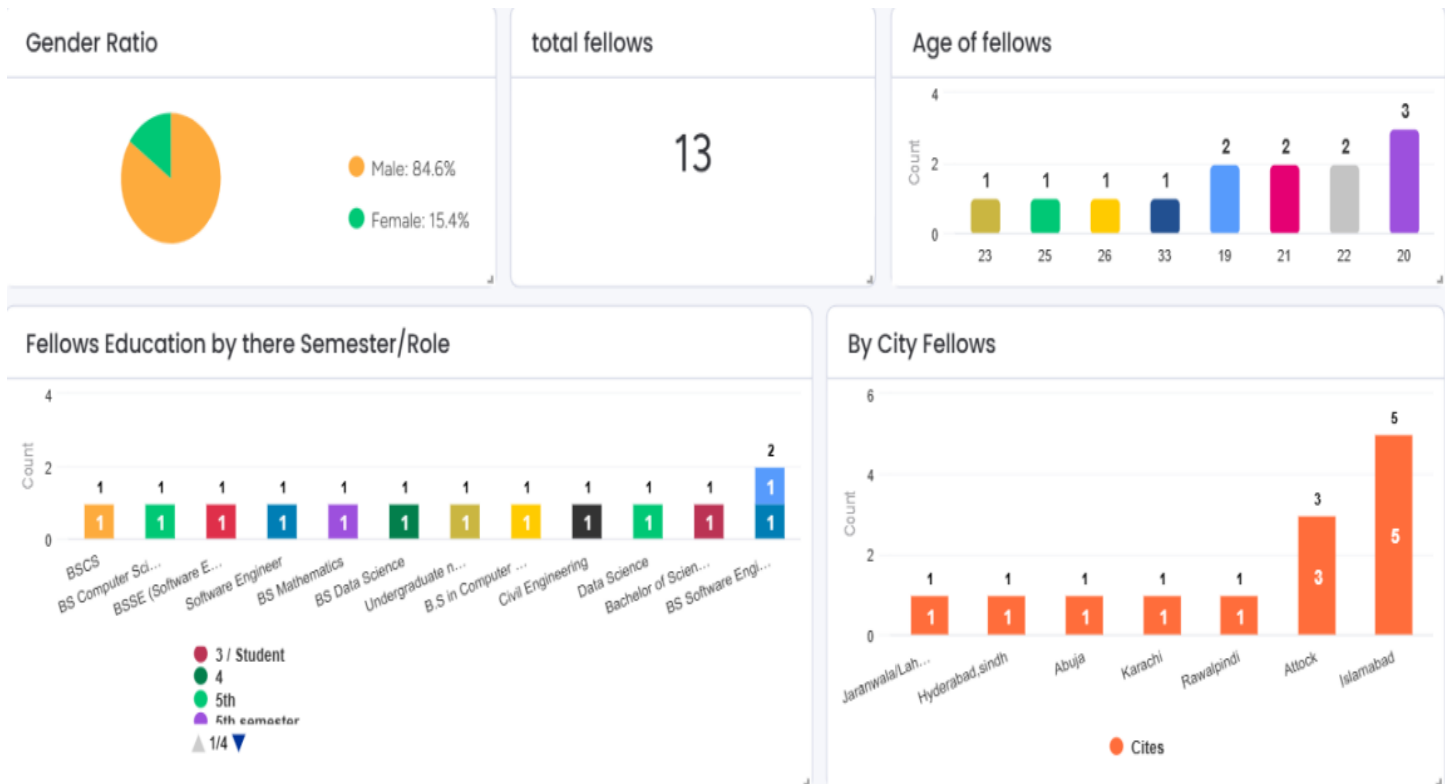 Gender Ratio
Male: 84.6%
Female: 15.4%
total fellows
13
Age of fellows
Count
4
2
0
1 1 1 1 2 2 2 3
23 25 26 33 19 21 22 20
Fellows Education by there Semester/Role
Count
4
2
0
1 1 1 1 1 1 1 1 1 1 1 2
1
1 1 1 1 1 1 1 1 1 1 1 1
BSCS BS Computer Sci... BSSE (Software E... Software Engineer BS Mathematics BS Data Science Undergraduate n... B.S in Computer ... Civil Engineering Data Science Bachelor of Scien... BS Software Engi...
3 / Student
4
5th
5th semester
1/4
By City Fellows
Count
6
4
2
0
1 1 1 1 1 3 5
1 1 1 1 1 3 5
Jaranwala/Lah... Hyderabad,sindh Abuja Karachi Rawalpindi Attock Islamabad
Cites